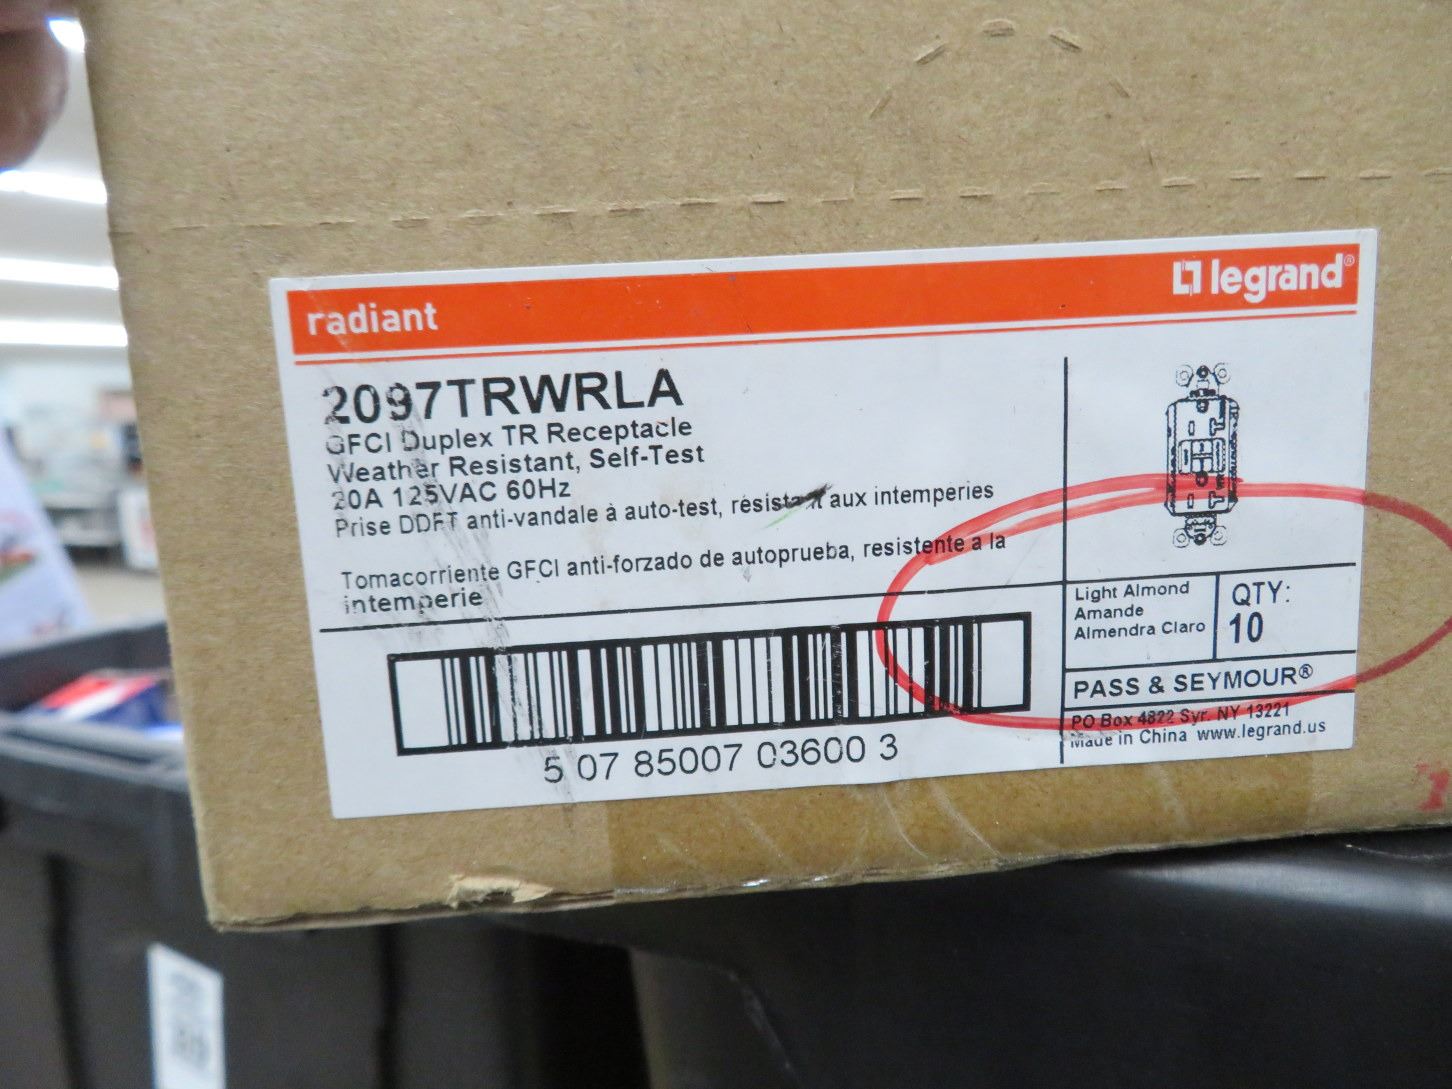 radiant
legrand®
2097TRWRLA
GFCI Duplex TR Receptacle
Weather Resistant, Self-Test
20A 125VAC 60Hz
Prise DDFT anti-vandale à auto-test, résistant aux intemperies
Tomacorriente GFCI anti-forzado de autoprueba, resistente a la
intemperie
5 07 85007 03600 3
Light Almond
Amande
Almendra Claro
QTY:
10
PASS & SEYMOUR®
PO Box 4822 Syr. NY 13221
Made in China www.legrand.us